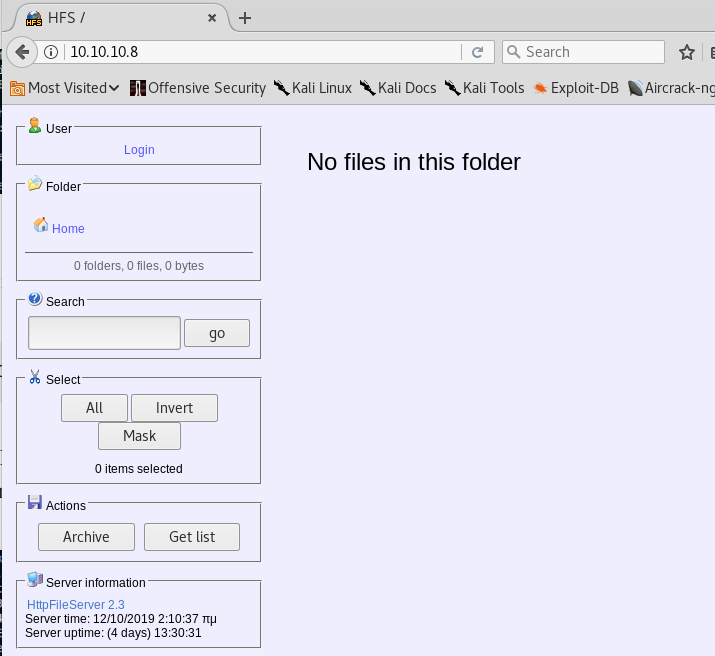 HFS /
10.10.10.8
Search
Most Visited Offensive Security Kali Linux Kali Docs Kali Tools Exploit-DB Aircrack-ng
User
Login
Folder
Home
0 folders, 0 files, 0 bytes
Search
go
Select
All Invert
Mask
0 items selected
Actions
Archive Get list
Server information
HttpFileServer 2.3
Server time: 12/10/2019 2:10:37 πμ
Server uptime: (4 days) 13:30:31
No files in this folder